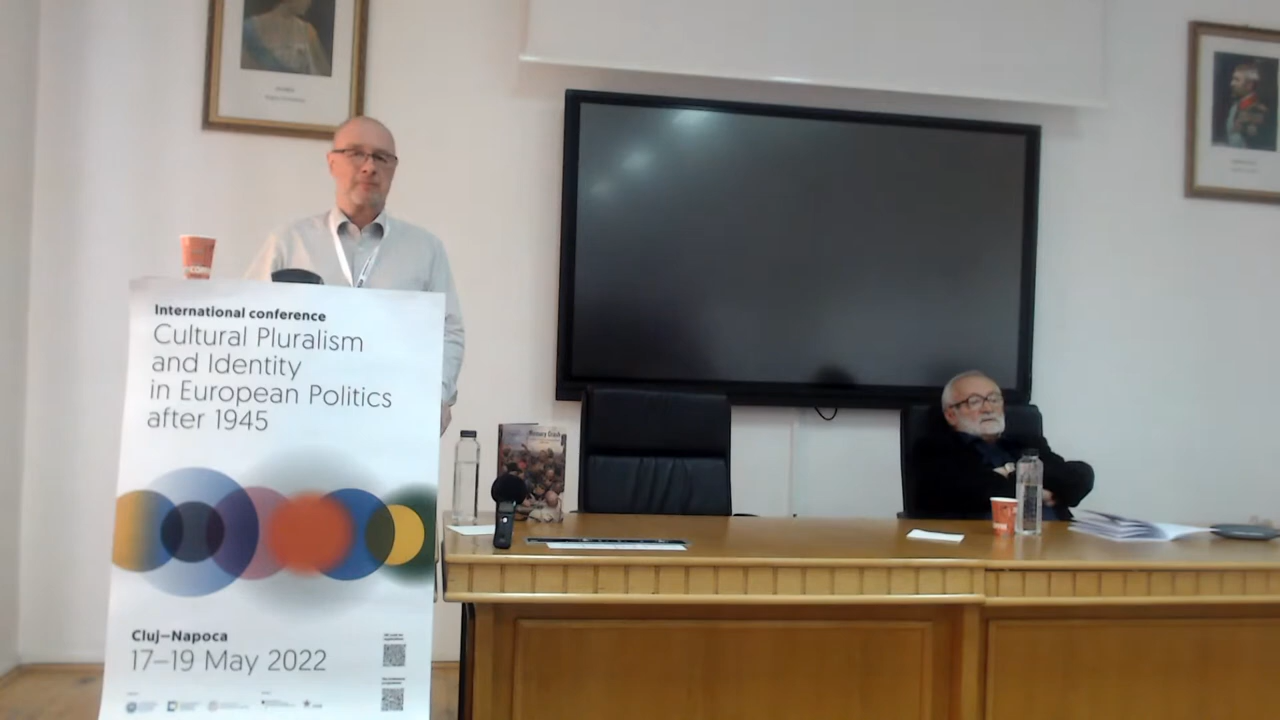 International conference
Cultural Pluralism
and Identity
in European Politics
after 1945
Cluj–Napoca
17–19 May 2022